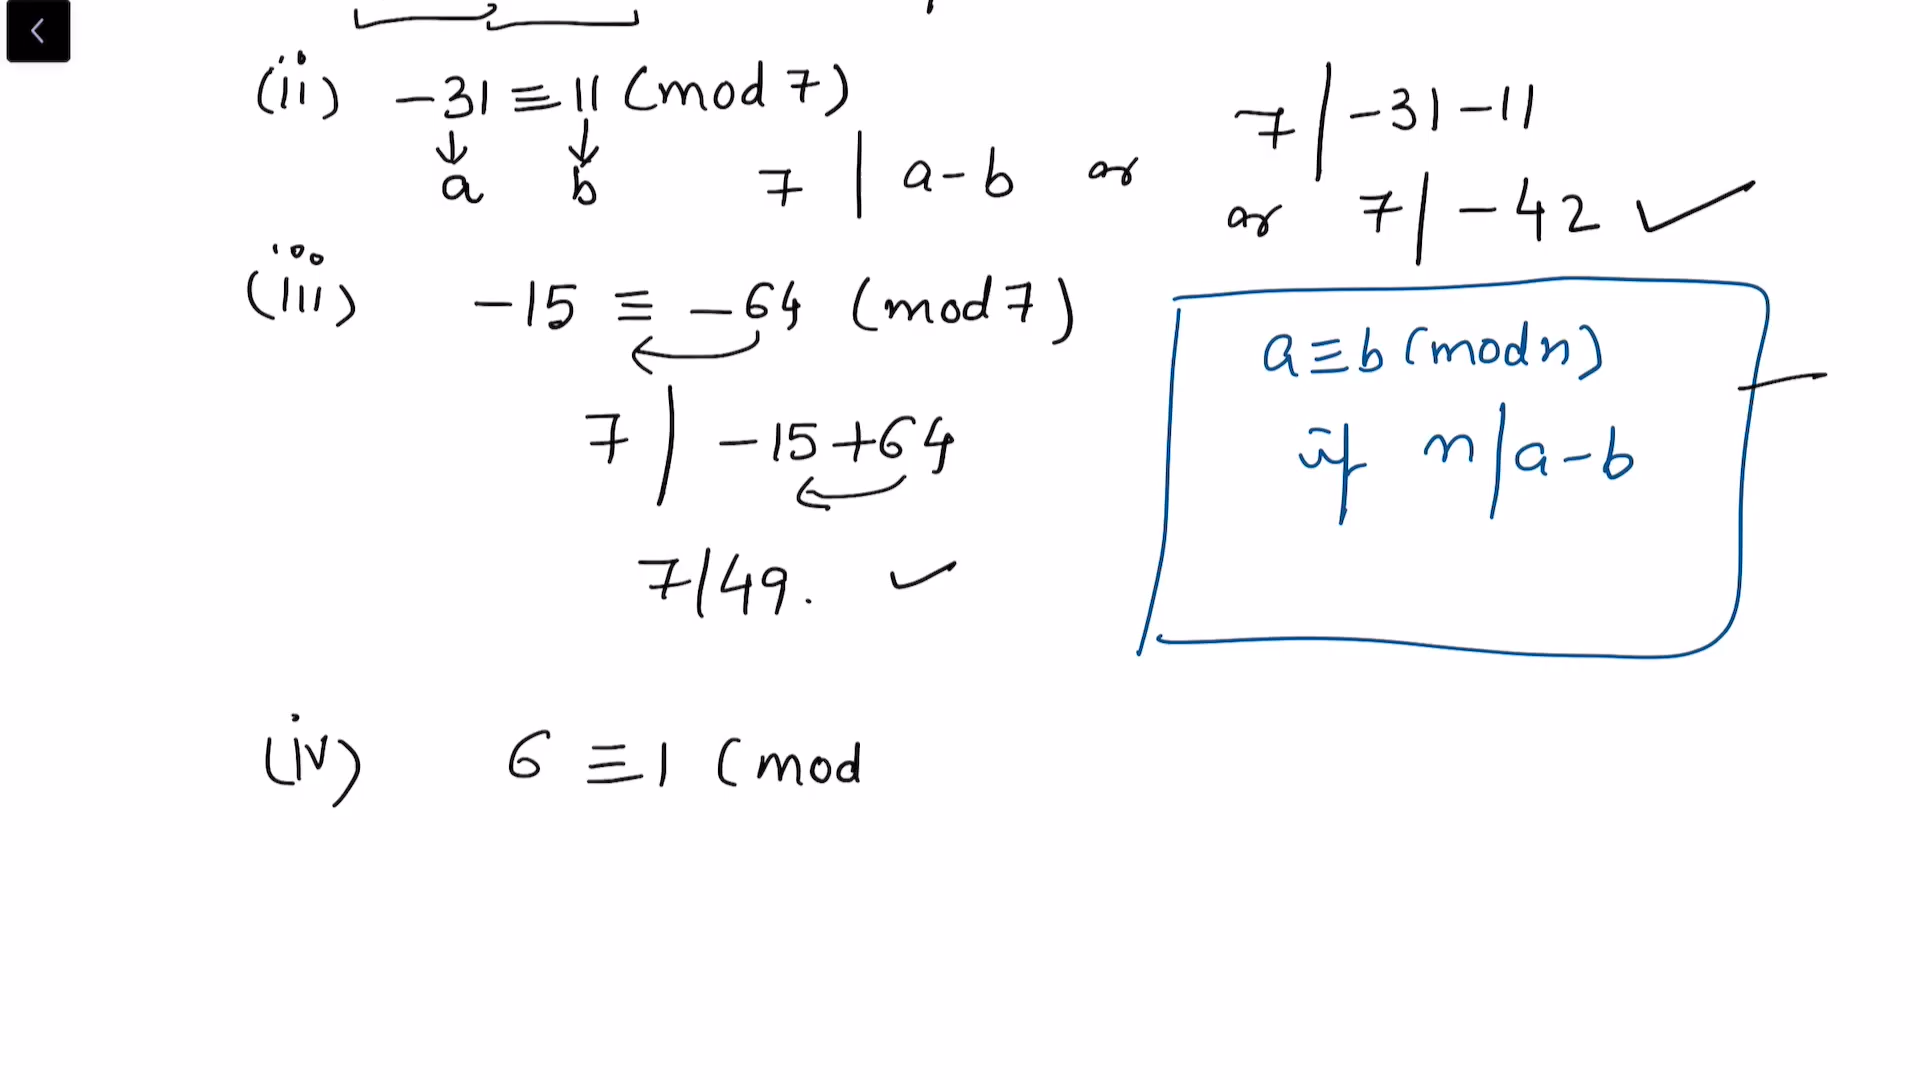 (ii) -31 ≡ 11 (mod 7)
a b 7 | a-b or
7 | -31-11
or 7 | -42 ✓
(iii) -15 ≡ -64 (mod 7)
7 | -15+64
7|49. ✓
a ≡ b (mod n)
if n | a-b
(iv) 6 ≡ 1 (mod